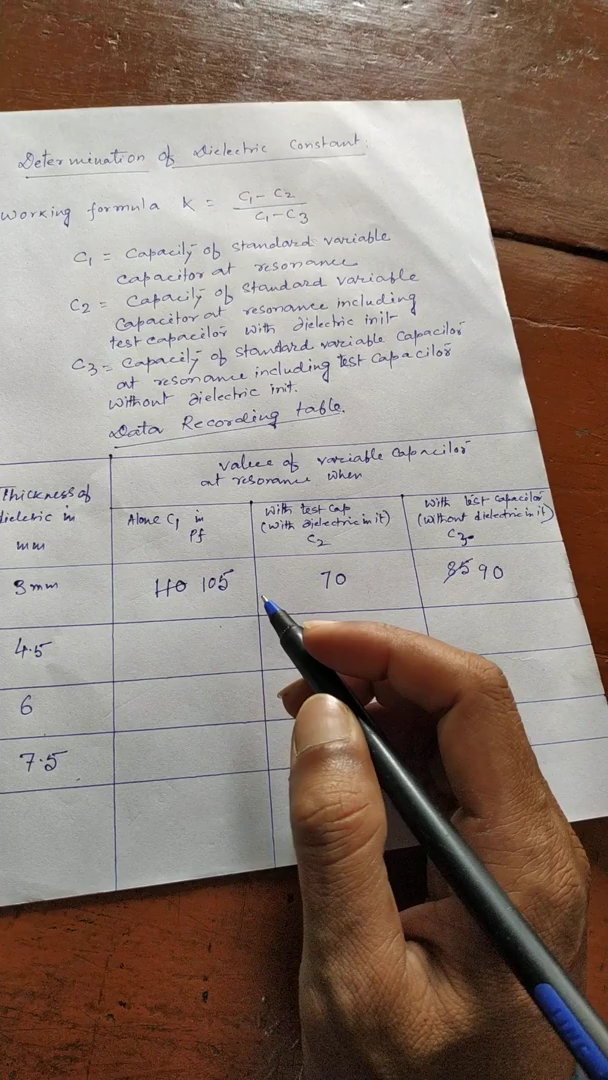 Determination of Dielectric Constant.
Working formula K = C₁ - C₂ / C₁ - C₃
C₁ = Capacity of standard variable
capacitor at resonance
C₂ = Capacity of standard variable
Capacitor at resonance including
test capacitor with dielectric init
C₃ = Capacity of standard variable Capacitor
at resonance including test Capacitor
without dielectric init.
Data Recording table.
Thickness of
dieletric in
mm
value of variable Capacitor
at resonance when
Alone C₁ in
Pf
With test Cap
(With dielectric in it)
C₂
With test capacitor
(without dielectric in it)
C₃
3mm 110 105 70 85 90
4.5
6
7.5